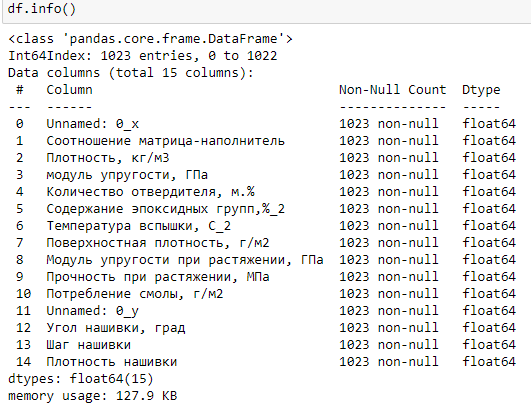 df.info()
<class 'pandas.core.frame.DataFrame'>
Int64Index: 1023 entries, 0 to 1022
Data columns (total 15 columns):
 #   Column                                Non-Null Count  Dtype
---  ------                                --------------  -----
 0   Unnamed: 0_x                          1023 non-null   float64
 1   Соотношение матрица-наполнитель       1023 non-null   float64
 2   Плотность, кг/м3                      1023 non-null   float64
 3   модуль упругости, ГПа                 1023 non-null   float64
 4   Количество отвердителя, м.%           1023 non-null   float64
 5   Содержание эпоксидных групп,%_2       1023 non-null   float64
 6   Температура вспышки, С_2              1023 non-null   float64
 7   Поверхностная плотность, г/м2         1023 non-null   float64
 8   Модуль упругости при растяжении, ГПа  1023 non-null   float64
 9   Прочность при растяжении, МПа         1023 non-null   float64
 10  Потребление смолы, г/м2               1023 non-null   float64
 11  Unnamed: 0_y                          1023 non-null   float64
 12  Угол нашивки, град                    1023 non-null   float64
 13  Шаг нашивки                           1023 non-null   float64
 14  Плотность нашивки                     1023 non-null   float64
dtypes: float64(15)
memory usage: 127.9 KB